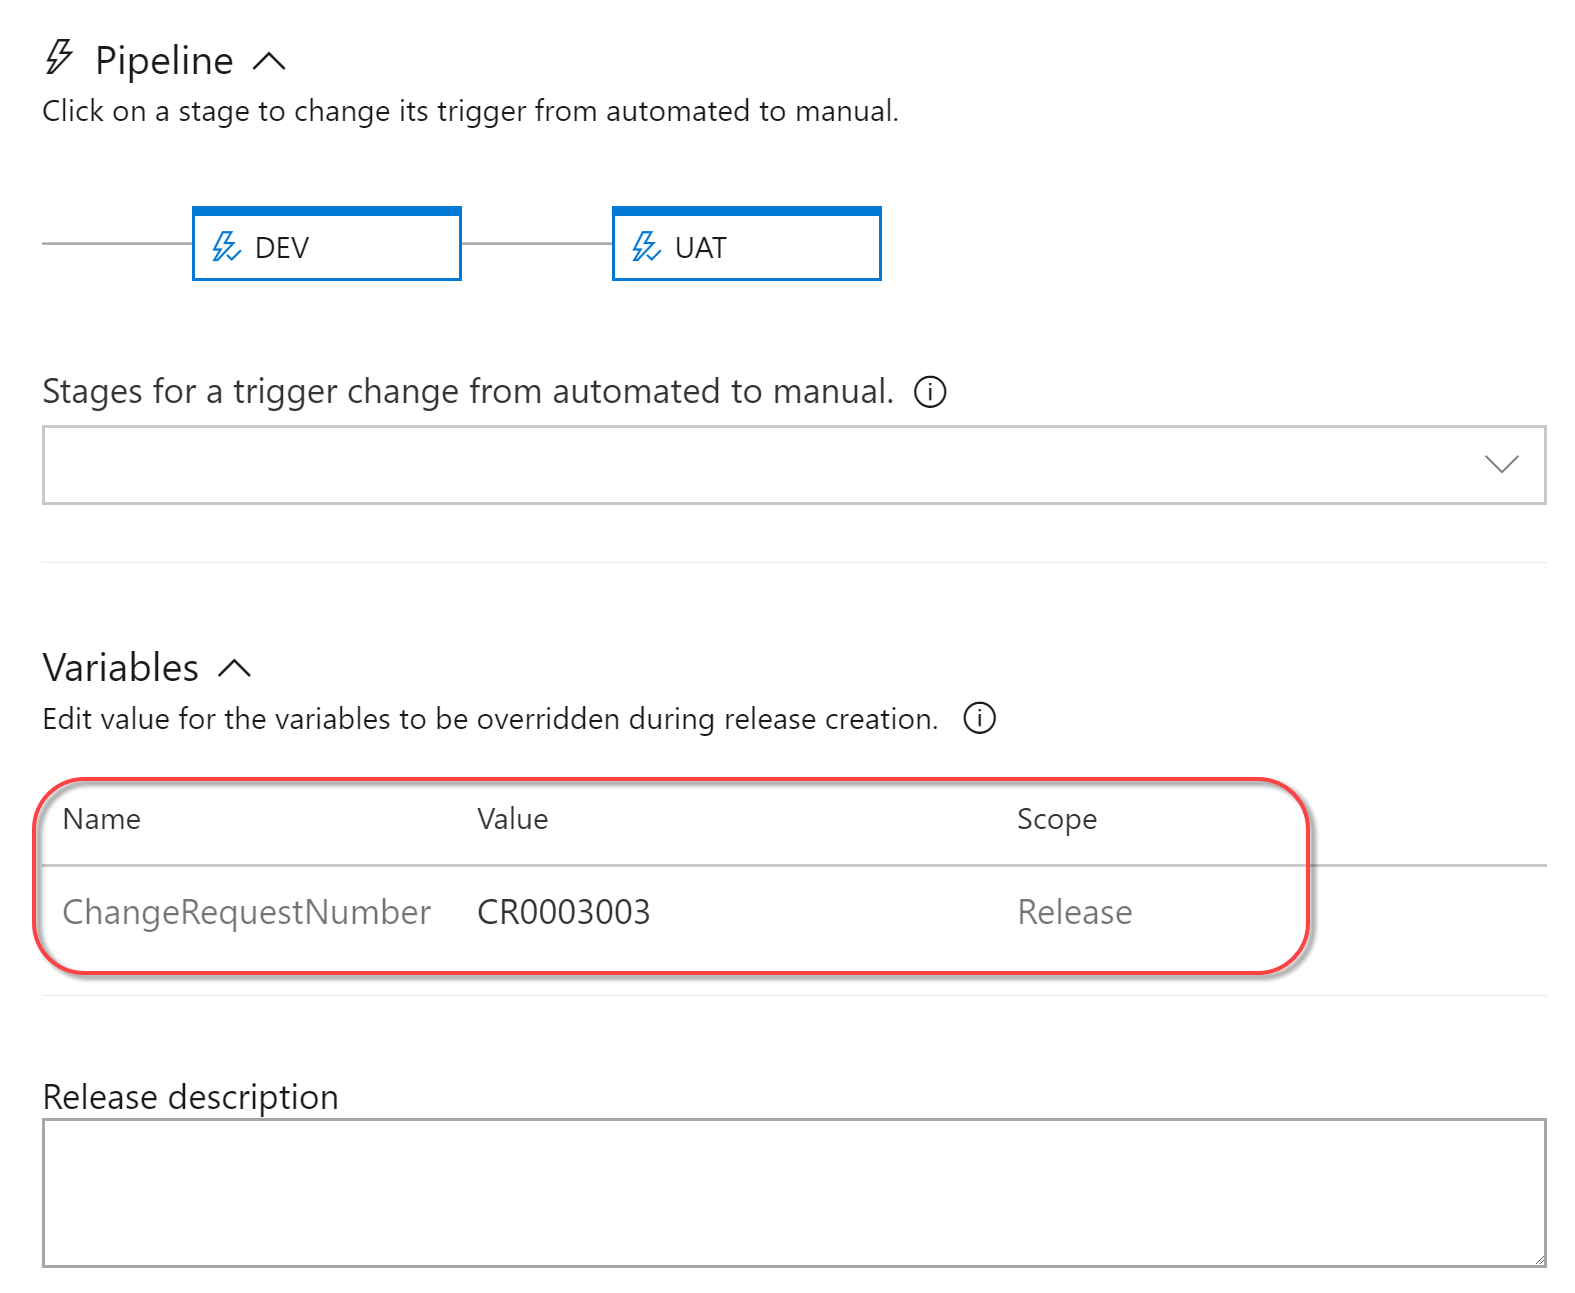 Pipeline
Click on a stage to change its trigger from automated to manual.
DEV UAT
Stages for a trigger change from automated to manual.
Variables
Edit value for the variables to be overridden during release creation.
Name Value Scope
ChangeRequestNumber CR0003003 Release
Release description